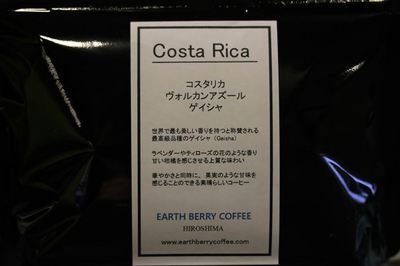 Costa Rica
コスタリカ
ヴォルカンアズール
ゲイシャ
世界で最も美しい香りを持つと称賛される
最高級品種のゲイシャ (Gaisha)
ラベンダーやティローズの花のような香り
甘い柑橘を感じさせる上質な味わい
華やかさと同時に、果実のような甘味を
感じることのできる素晴らしいコーヒー
EARTH BERRY COFFEE
HIROSHIMA
www.earthberrycoffee.com